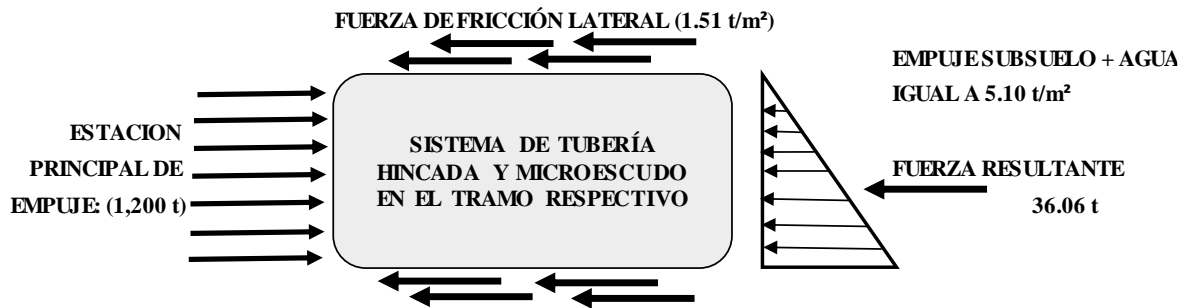 FUERZA DE FRICCIÓN LATERAL (1.51 t/m²)
EMPUJE SUBSUELO + AGUA
IGUAL A 5.10 t/m²
ESTACION
PRINCIPAL DE
EMPUJE: (1,200 t)
SISTEMA DE TUBERÍA
HINCADA Y MICROESCUDO
EN EL TRAMO RESPECTIVO
FUERZA RESULTANTE
36.06 t